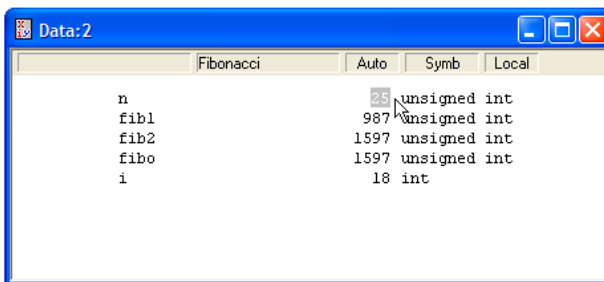 Data:2
Fibonacci Auto Symb Local
n 25 unsigned int
fib1 987 unsigned int
fib2 1597 unsigned int
fibo 1597 unsigned int
i 18 int